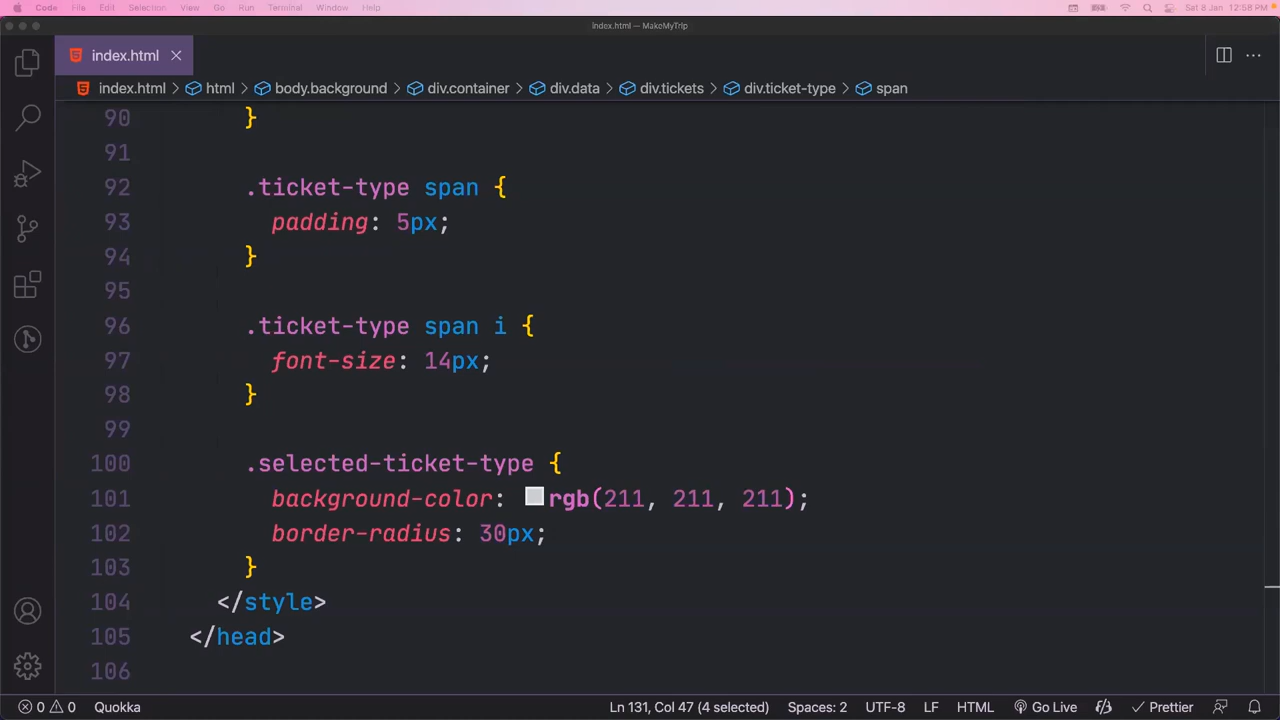 Code File Edit Selection View Go Run Terminal Window Help Sat 8 Jan 12:58 PM
index.html — MakeMyTrip
index.html
index.html > html > body.background > div.container > div.data > div.tickets > div.ticket-type > span
90 }
91
92 .ticket-type span {
93 padding: 5px;
94 }
95
96 .ticket-type span i {
97 font-size: 14px;
98 }
99
100 .selected-ticket-type {
101 background-color: rgb(211, 211, 211);
102 border-radius: 30px;
103 }
104 </style>
105 </head>
106
0 0 Quokka Ln 131, Col 47 (4 selected) Spaces: 2 UTF-8 LF HTML Go Live Prettier